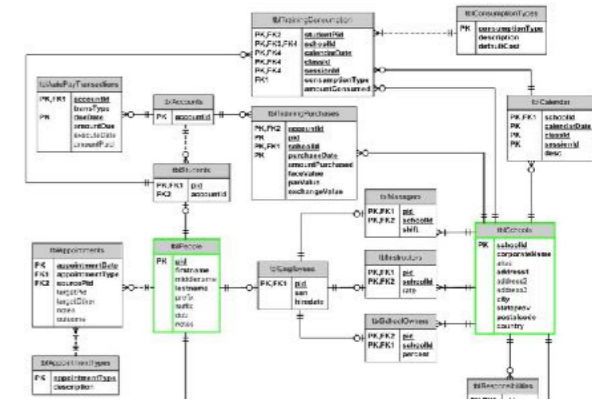 tblTrainingConsumption
PK,FK2 studentPid
PK,FK3,FK4 schoolId
PK,FK4 calendarDate
PK,FK4 classId
PK,FK4 sessionId
FK1 consumptionType
amountConsumed
tblConsumptionTypes
PK consumptionType
description
defaultCost
tblAutoPayTransactions
PK,FK1 accountId
transType
PK dueDate
amountDue
executeDate
amountPaid
tblAccounts
PK accountId
tblTrainingPurchases
PK,FK2 accountId
PK pid
PK,FK1 schoolId
PK purchaseDate
amountPurchased
faceValue
parValue
exchangeValue
tblCalendar
PK,FK1 schoolId
PK calendarDate
PK classId
PK sessionId
desc
tblStudents
PK,FK1 pid
FK2 accountId
tblManagers
PK,FK1 pid
PK,FK2 schoolId
shift
tblSchools
PK schoolId
corporateName
alias
address1
address2
address3
city
stateprov
postalcode
country
tblAppointments
PK appointmentDate
FK1 appointmentType
FK2 sourcePid
targetPid
targetOther
notes
outcome
tblPeople
PK pid
firstname
middlename
lastname
prefix
suffix
dob
notes
tblEmployees
PK,FK1 pid
ssn
hiredate
tblInstructors
PK,FK1 pid
PK,FK2 schoolId
rate
tblSchoolOwners
PK,FK2 pid
PK,FK1 schoolId
percent
tblAppointmentTypes
PK appointmentType
description
tblResponsibilities